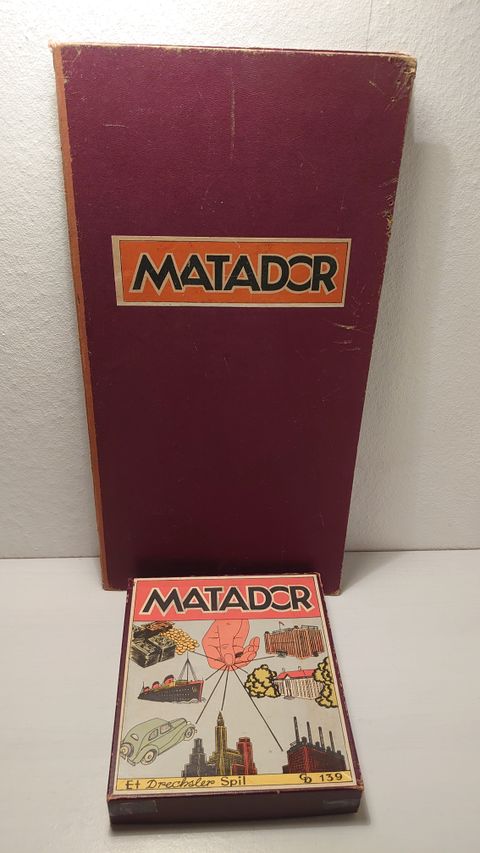 MATADOR
MATADOR
Et Drechsler Spil
139